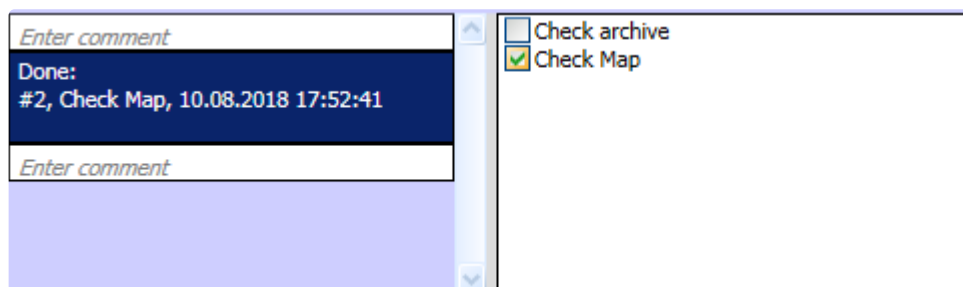 Enter comment
Done:
#2, Check Map, 10.08.2018 17:52:41
Enter comment
Check archive
Check Map